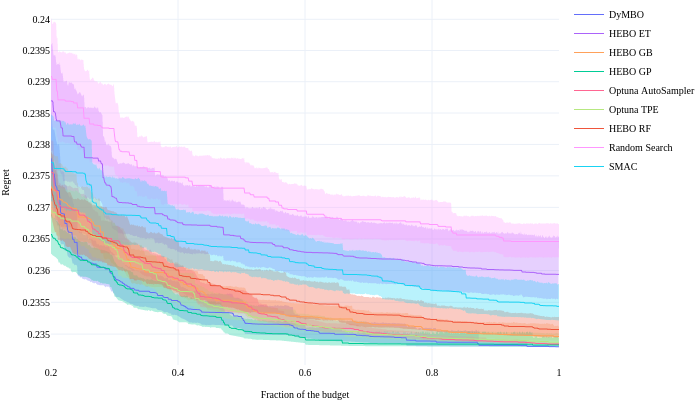 0.24
0.2395
0.239
0.2385
0.238
0.2375
0.237
0.2365
0.236
0.2355
0.235
Regret
0.2
0.4
0.6
0.8
1
Fraction of the budget
DyMBO
HEBO ET
HEBO GB
HEBO GP
Optuna AutoSampler
Optuna TPE
HEBO RF
Random Search
SMAC